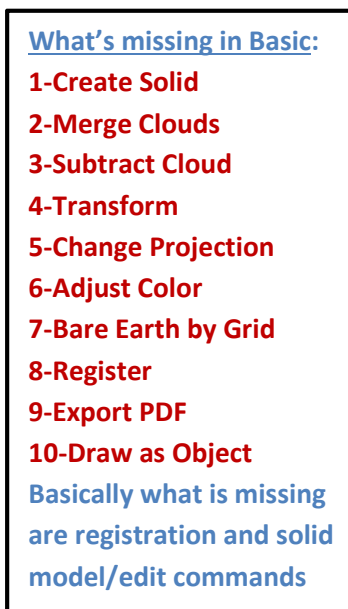 What's missing in Basic:
1-Create Solid
2-Merge Clouds
3-Subtract Cloud
4-Transform
5-Change Projection
6-Adjust Color
7-Bare Earth by Grid
8-Register
9-Export PDF
10-Draw as Object
Basically what is missing
are registration and solid
model/edit commands